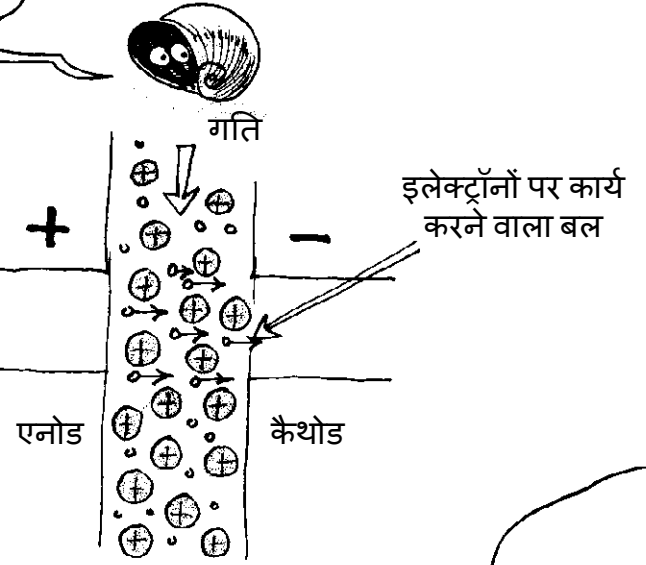 गति
इलेक्ट्रॉनों पर कार्य
करने वाला बल
+
−
एनोड
कैथोड